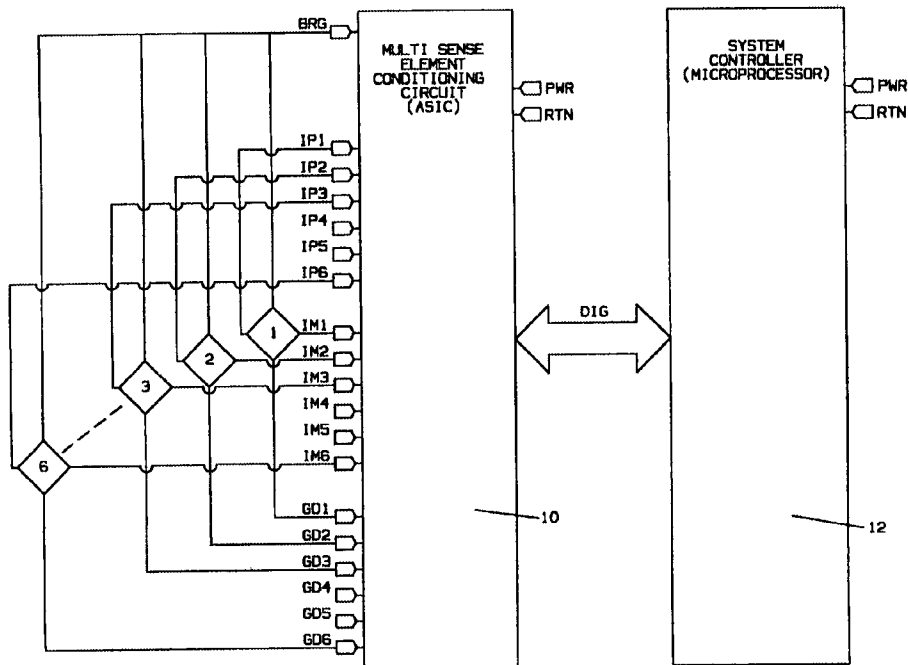 BRG
MULTI SENSE
ELEMENT
CONDITIONING
CIRCUIT
(ASIC)
PWR
RTN
SYSTEM
CONTROLLER
(MICROPROCESSOR)
PWR
RTN
IP1
IP2
IP3
IP4
IP5
IP6
DIG
1
IM1
2
IM2
3
IM3
IM4
IM5
6
IM6
GD1
10
GD2
12
GD3
GD4
GD5
GD6